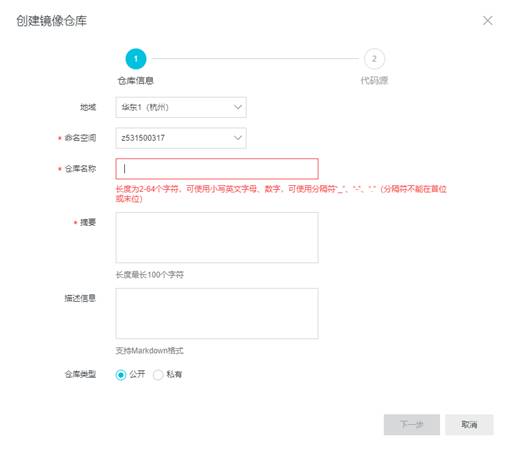 创建镜像仓库
1
2
仓库信息
代码源
地域
华东1（杭州）
* 命名空间
z531500317
* 仓库名称
长度为2-64个字符，可使用小写英文字母、数字，可使用分隔符“_”、“-”、“.”（分隔符不能在首位
或末位）
* 摘要
长度最长100个字符
描述信息
支持Markdown格式
仓库类型
公开
私有
下一步
取消